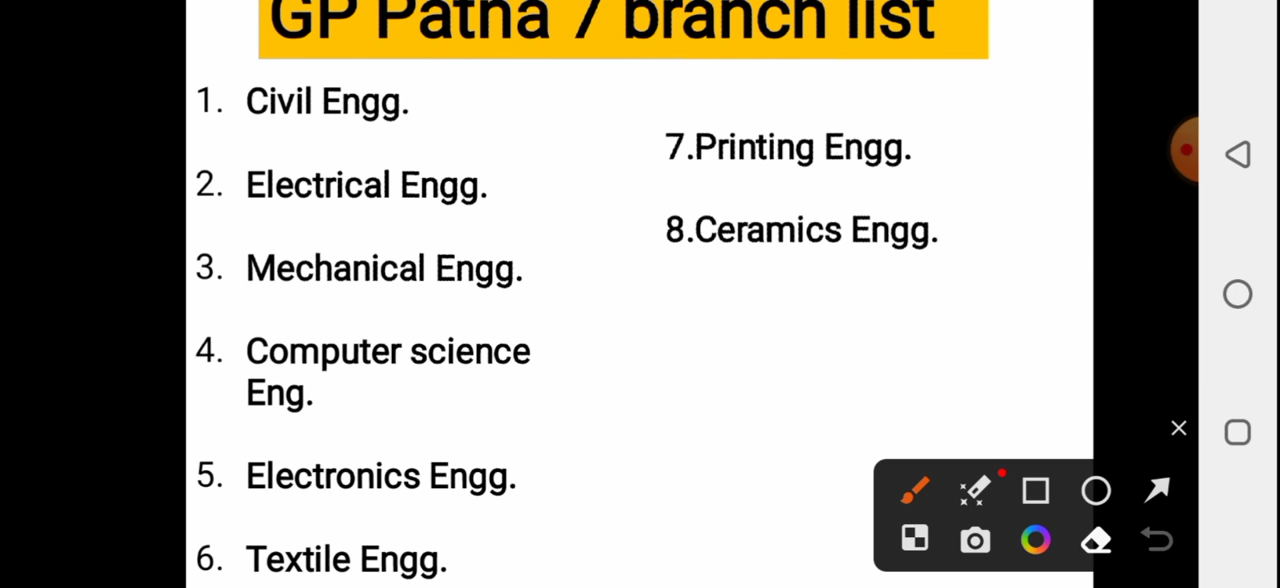 GP Patna 7 branch list
1. Civil Engg.
2. Electrical Engg.
3. Mechanical Engg.
4. Computer science
Eng.
5. Electronics Engg.
6. Textile Engg.
7.Printing Engg.
8.Ceramics Engg.